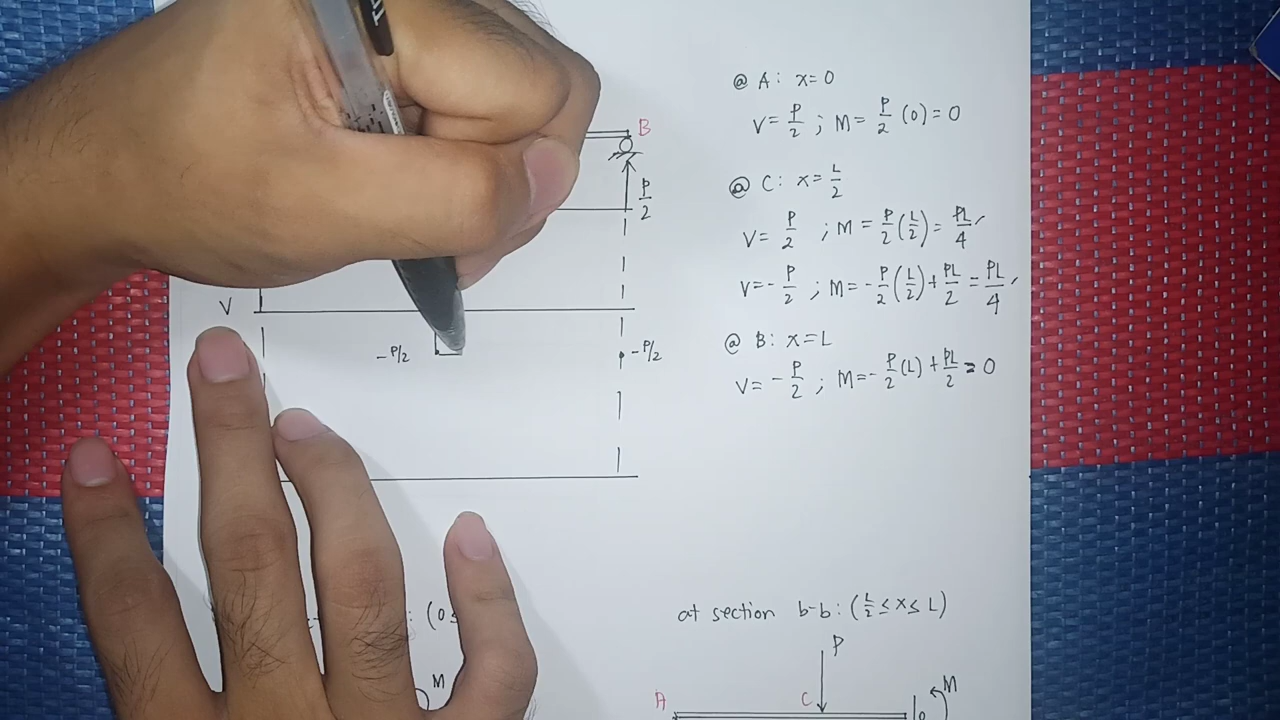 @ A: x=0
V= P/2 ; M= P/2 (0) = 0
B
@ C: x= L/2
P/2
V= P/2 ; M= P/2 (L/2) = PL/4
V= -P/2 ; M= -P/2 (L/2) + PL/2 = PL/4
V
@ B: x=L
-P/2
-P/2
V= -P/2 ; M= -P/2 (L) + PL/2 = 0
at section b-b: (L/2 ≤ x ≤ L)
: (0 ≤
P
M
M
A
C